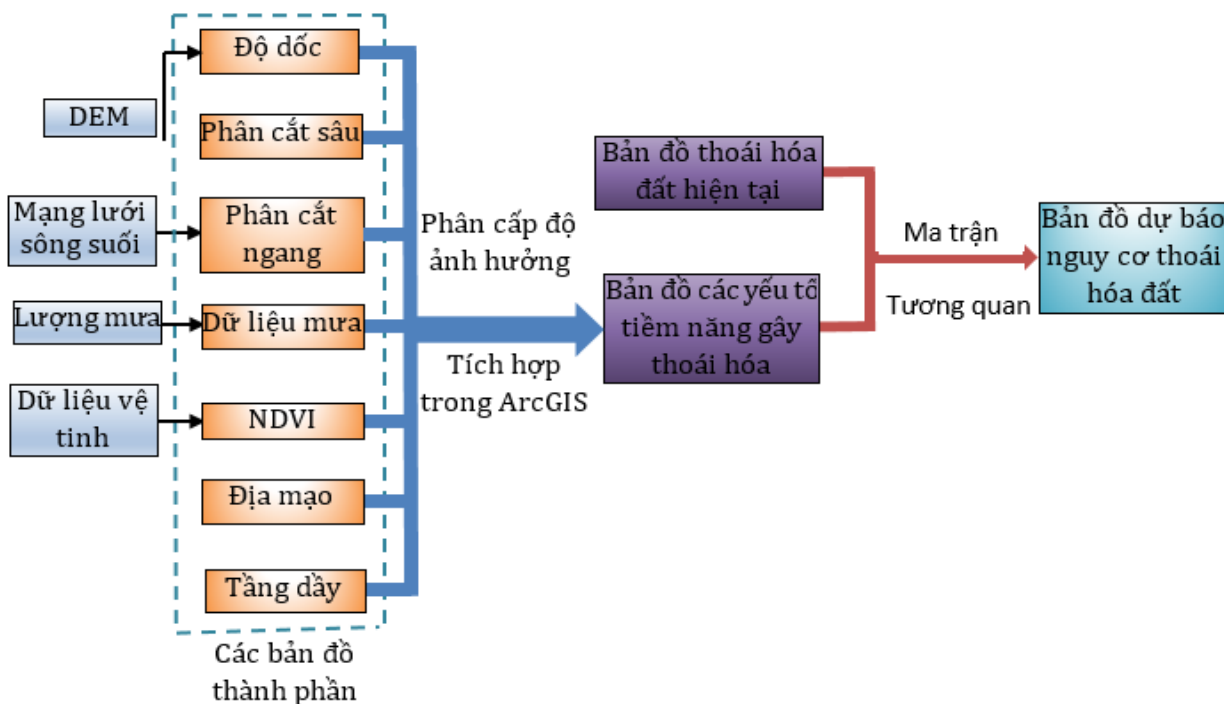 DEM
Mạng lưới
sông suối
Lượng mưa
Dữ liệu vệ
tinh
Độ dốc
Phân cắt sâu
Phân cắt
ngang
Dữ liệu mưa
NDVI
Địa mạo
Tầng dầy
Các bản đồ
thành phần
Phân cấp độ
ảnh hưởng
Tích hợp
trong ArcGIS
Bản đồ thoái hóa
đất hiện tại
Bản đồ các yếu tố
tiềm năng gây
thoái hóa
Ma trận
Tương quan
Bản đồ dự báo
nguy cơ thoái
hóa đất